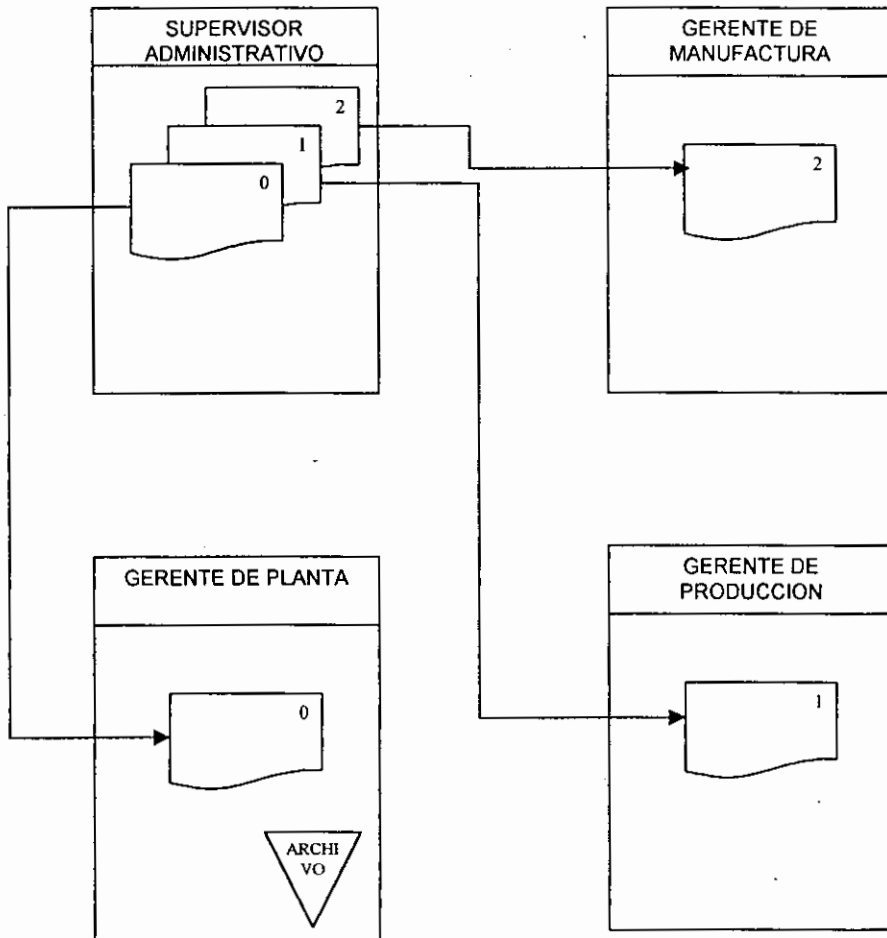 SUPERVISOR
ADMINISTRATIVO
2
1
0
GERENTE DE
MANUFACTURA
2
GERENTE DE PLANTA
0
ARCHI
VO
GERENTE DE
PRODUCCION
1